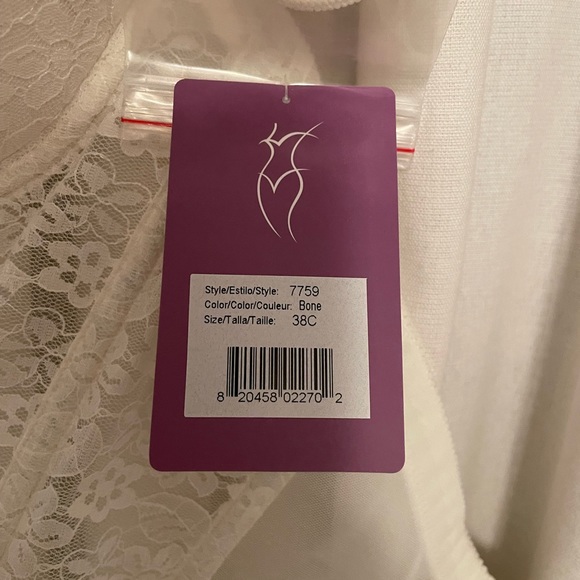 Style/Estilo/Style: 7759
Color/Color/Couleur: Bone
Size/Talla/Taille: 38C
8 20458 02270 2